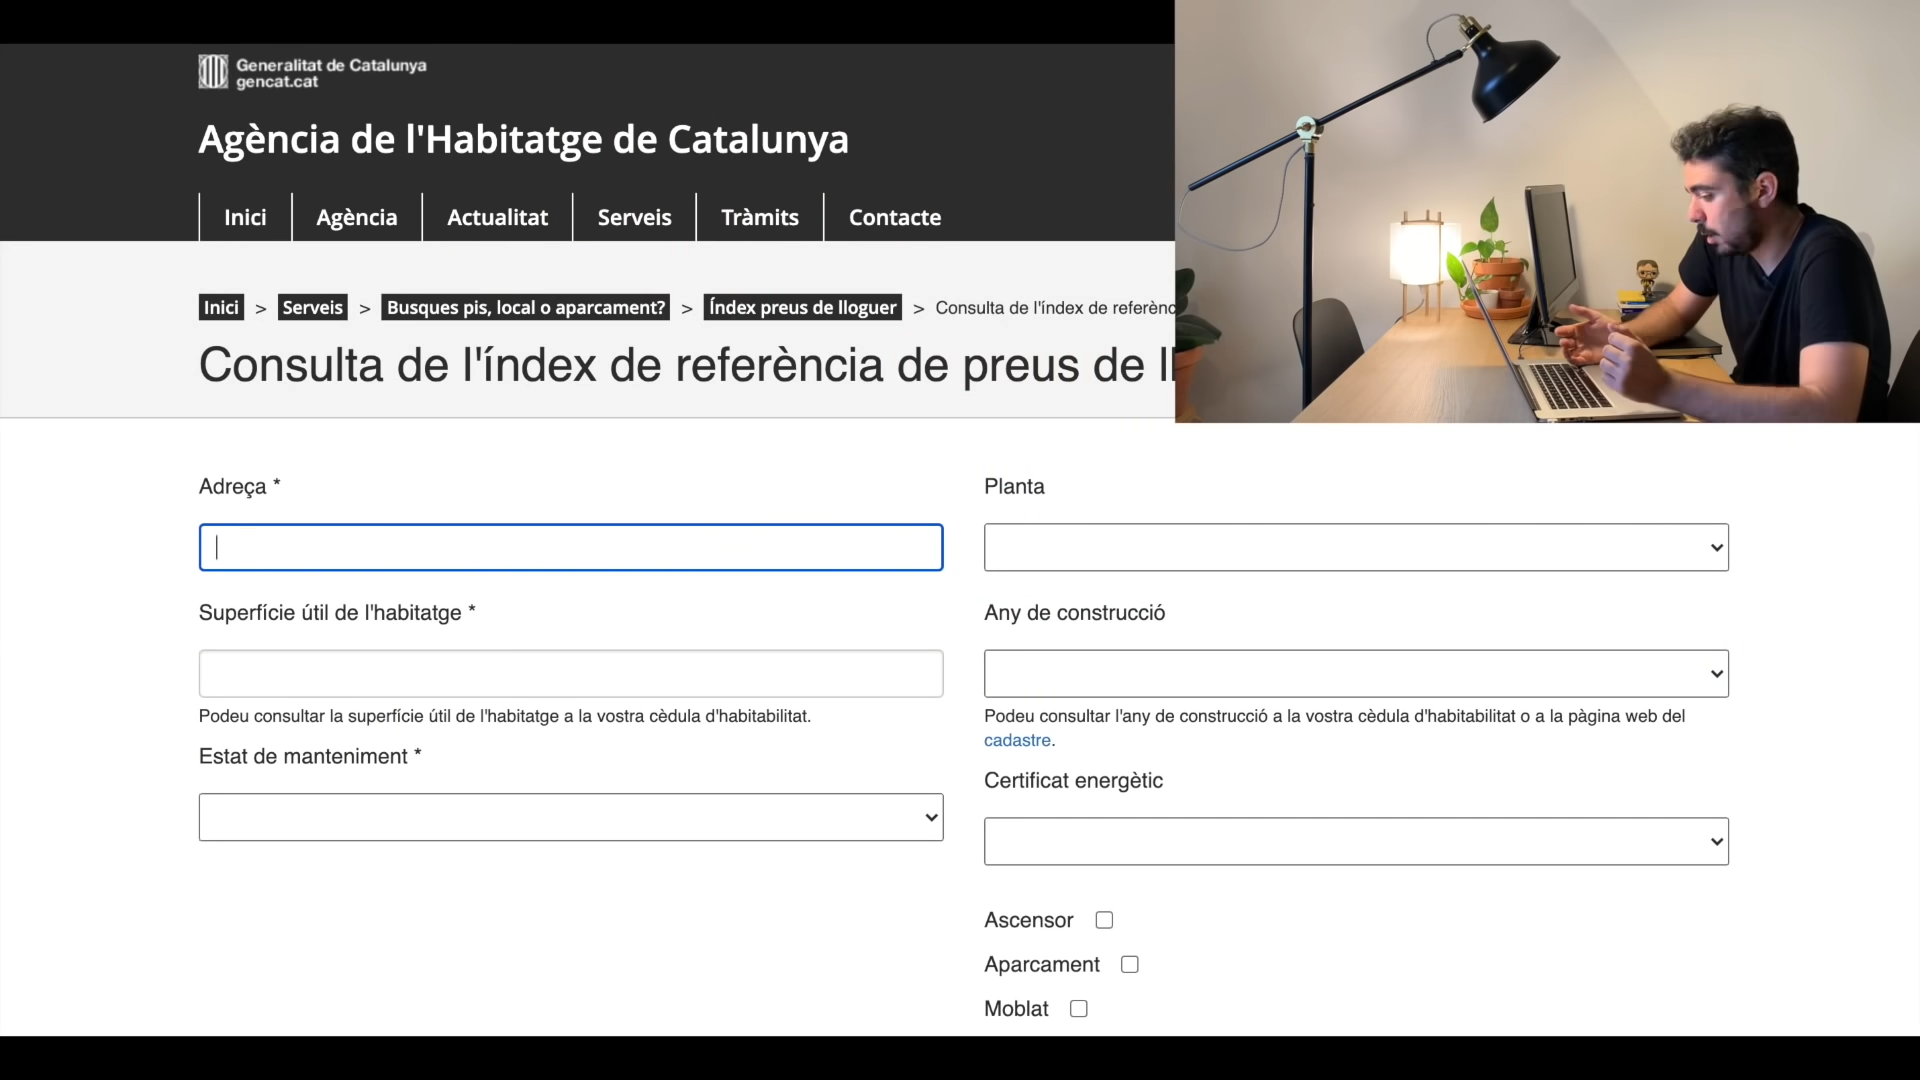 Generalitat de Catalunya
gencat.cat
Agència de l'Habitatge de Catalunya
Inici
Agència
Actualitat
Serveis
Tràmits
Contacte
Inici > Serveis > Busques pis, local o aparcament? > Índex preus de lloguer > Consulta de l'índex de
Consulta de l'índex de referència de preus de
Adreça *
Planta
Superfície útil de l'habitatge *
Any de construcció
Podeu consultar la superfície útil de l'habitatge a la vostra cèdula d'habitabilitat.
Podeu consultar l'any de construcció a la vostra cèdula d'habitabilitat o a la pàgina web del
cadastre.
Estat de manteniment *
Certificat energètic
Ascensor
Aparcament
Moblat